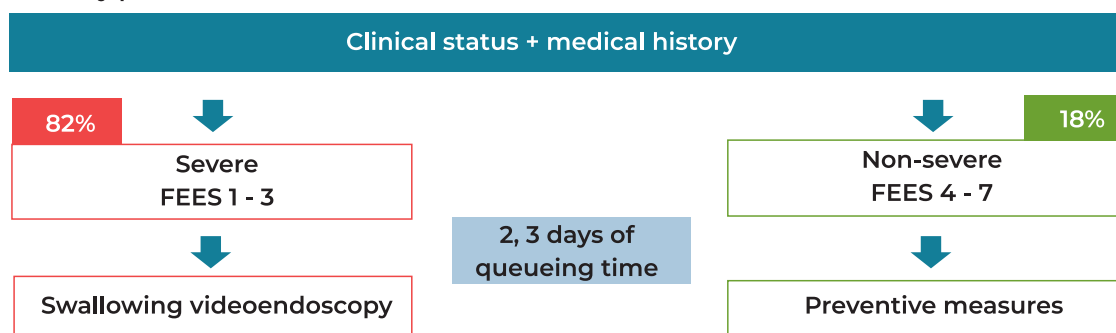 Clinical status + medical history
82%
18%
Severe
FEES 1 - 3
Non-severe
FEES 4 - 7
2, 3 days of
queueing time
Swallowing videoendoscopy
Preventive measures